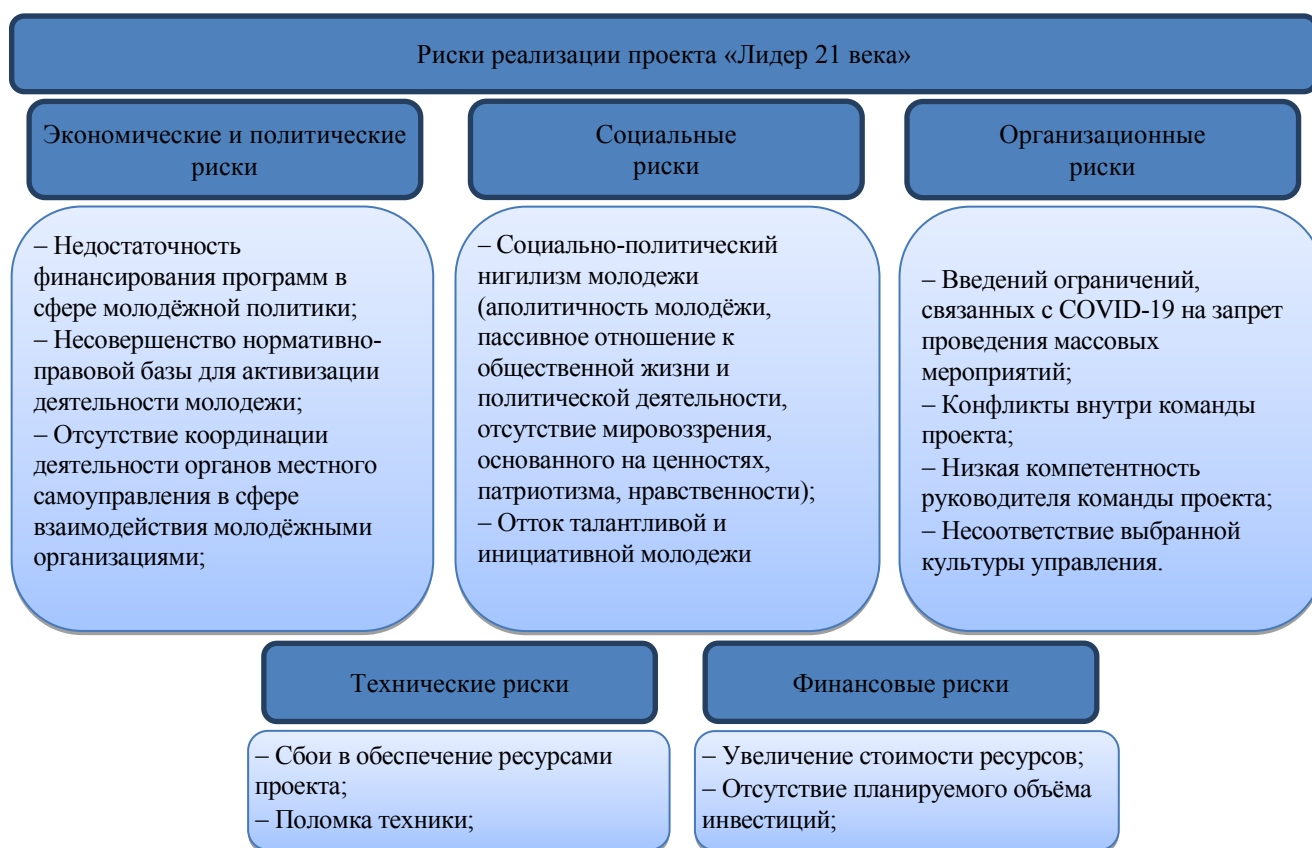 Риски реализации проекта «Лидер 21 века»
Экономические и политические
риски
Социальные
риски
Организационные
риски
– Недостаточность
финансирования программ в
сфере молодёжной политики;
– Несовершенство нормативно-
правовой базы для активизации
деятельности молодежи;
– Отсутствие координации
деятельности органов местного
самоуправления в сфере
взаимодействия молодёжными
организациями;
– Социально-политический
нигилизм молодежи
(аполитичность молодёжи,
пассивное отношение к
общественной жизни и
политической деятельности,
отсутствие мировоззрения,
основанного на ценностях,
патриотизма, нравственности);
– Отток талантливой и
инициативной молодежи
– Введений ограничений,
связанных с COVID-19 на запрет
проведения массовых
мероприятий;
– Конфликты внутри команды
проекта;
– Низкая компетентность
руководителя команды проекта;
– Несоответствие выбранной
культуры управления.
Технические риски
Финансовые риски
– Сбои в обеспечение ресурсами
проекта;
– Поломка техники;
– Увеличение стоимости ресурсов;
– Отсутствие планируемого объёма
инвестиций;